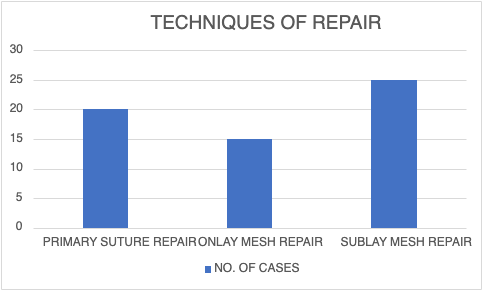 TECHNIQUES OF REPAIR
30
25
20
15
10
5
0
PRIMARY SUTURE REPAIR ONLAY MESH REPAIR SUBLAY MESH REPAIR
NO. OF CASES